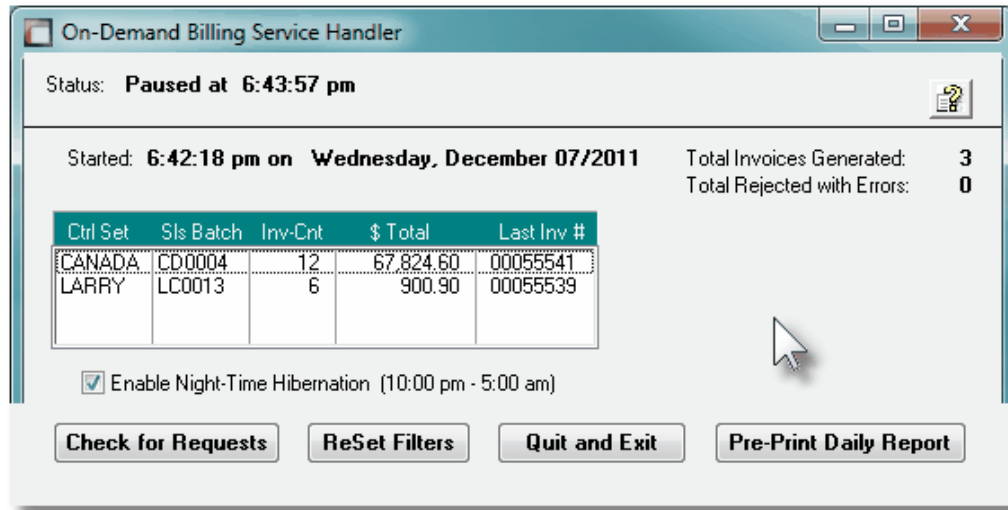 On-Demand Billing Service Handler
Status: Paused at 6:43:57 pm
Started: 6:42:18 pm on Wednesday, December 07/2011
Total Invoices Generated: 3
Total Rejected with Errors: 0
Ctrl Set Sls Batch Inv-Cnt $ Total Last Inv #
CANADA CD0004 12 67,824.60 00055541
LARRY LC0013 6 900.90 00055539
Enable Night-Time Hibernation (10:00 pm - 5:00 am)
Check for Requests ReSet Filters Quit and Exit Pre-Print Daily Report